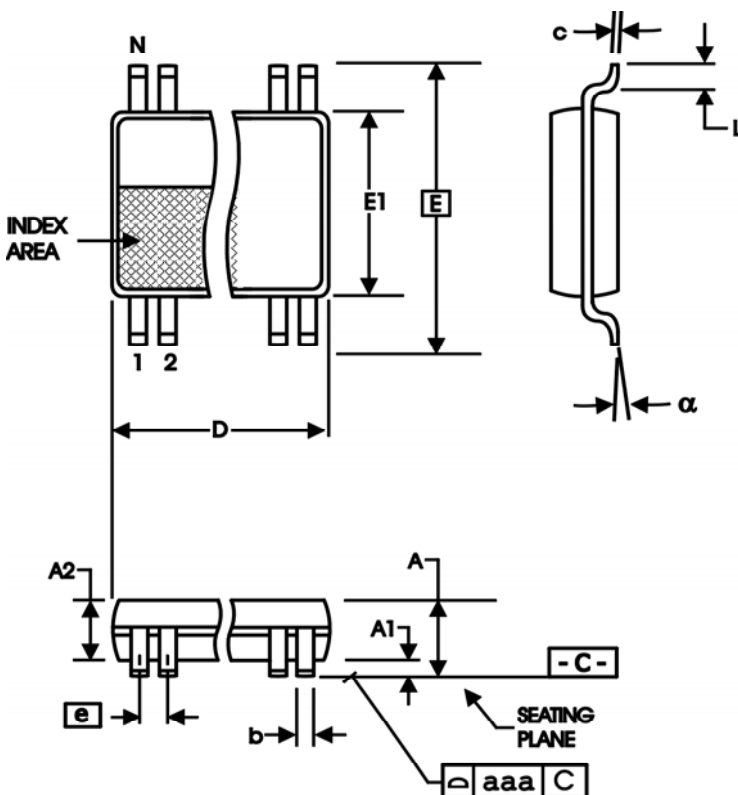 N
c
L
E1
E
INDEX
AREA
1 2
α
D
A2
A
A1
- C -
e
b
SEATING
PLANE
aaa C